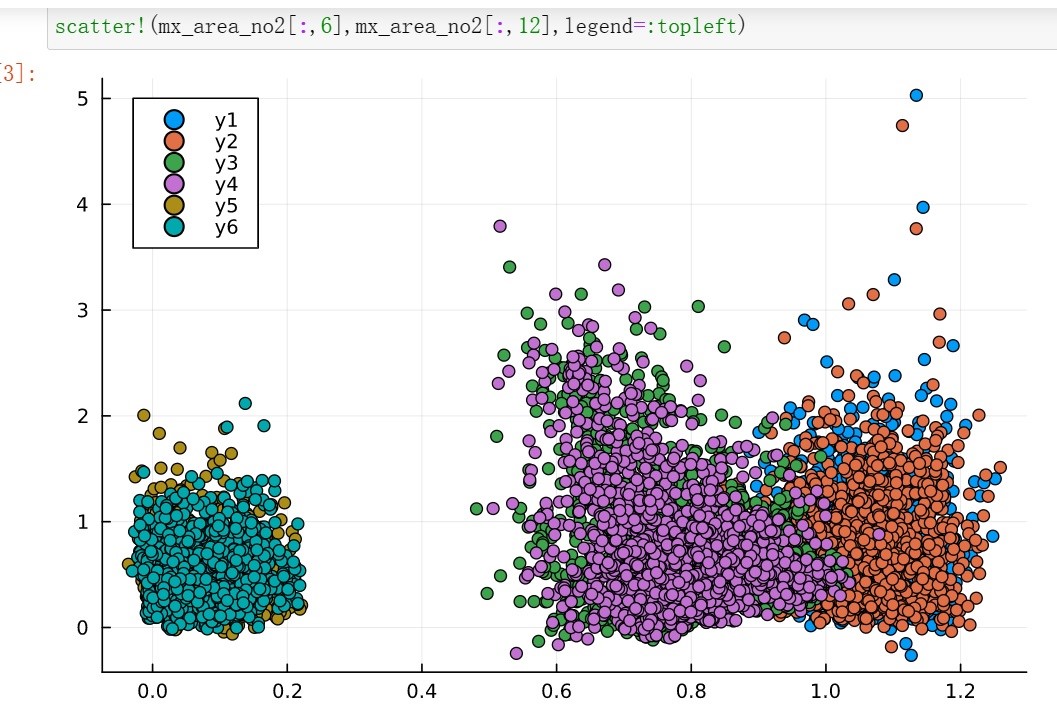 scatter!(mx_area_no2[:,6],mx_area_no2[:,12],legend=:topleft)
[3]:
5
4
3
2
1
0
y1
y2
y3
y4
y5
y6
0.0 0.2 0.4 0.6 0.8 1.0 1.2